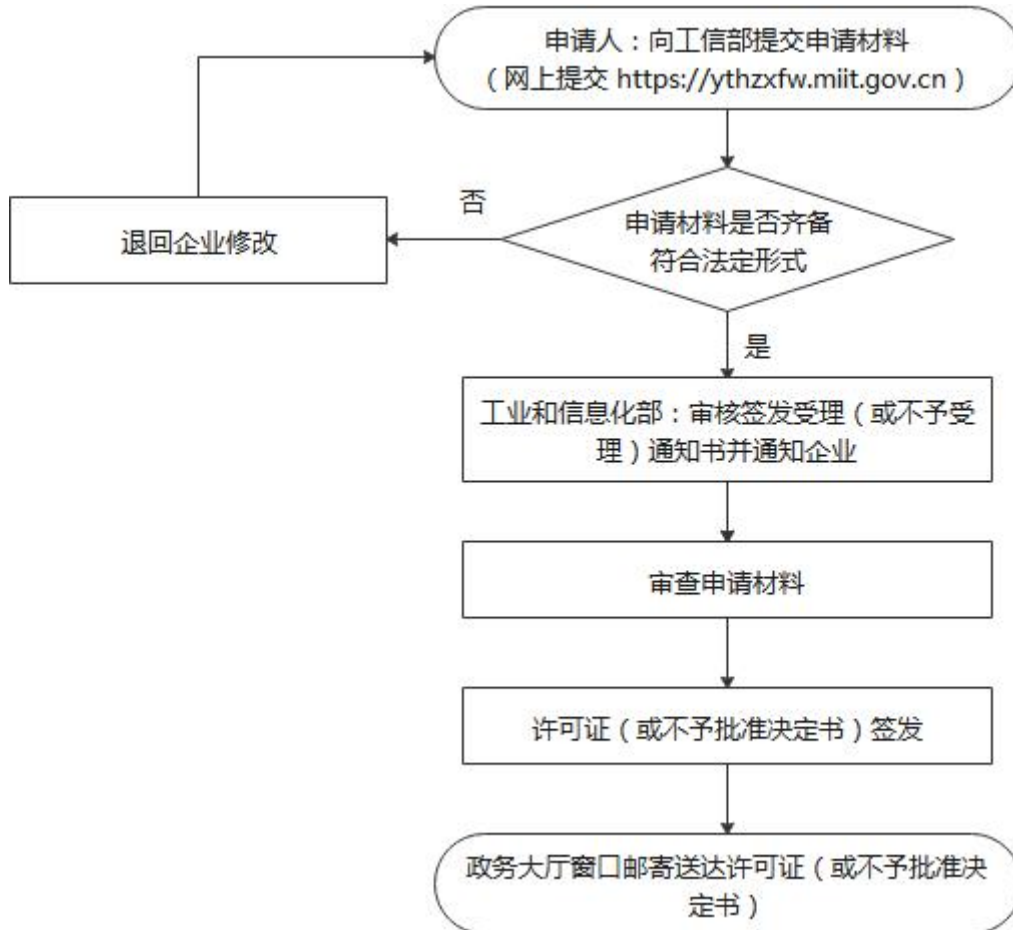 申请人：向工信部提交申请材料
（网上提交 https://ythzxfw.miit.gov.cn）
否
申请材料是否齐备
符合法定形式
退回企业修改
是
工业和信息化部：审核签发受理（或不予受
理）通知书并通知企业
审查申请材料
许可证（或不予批准决定书）签发
政务大厅窗口邮寄送达许可证（或不予批准决
定书）